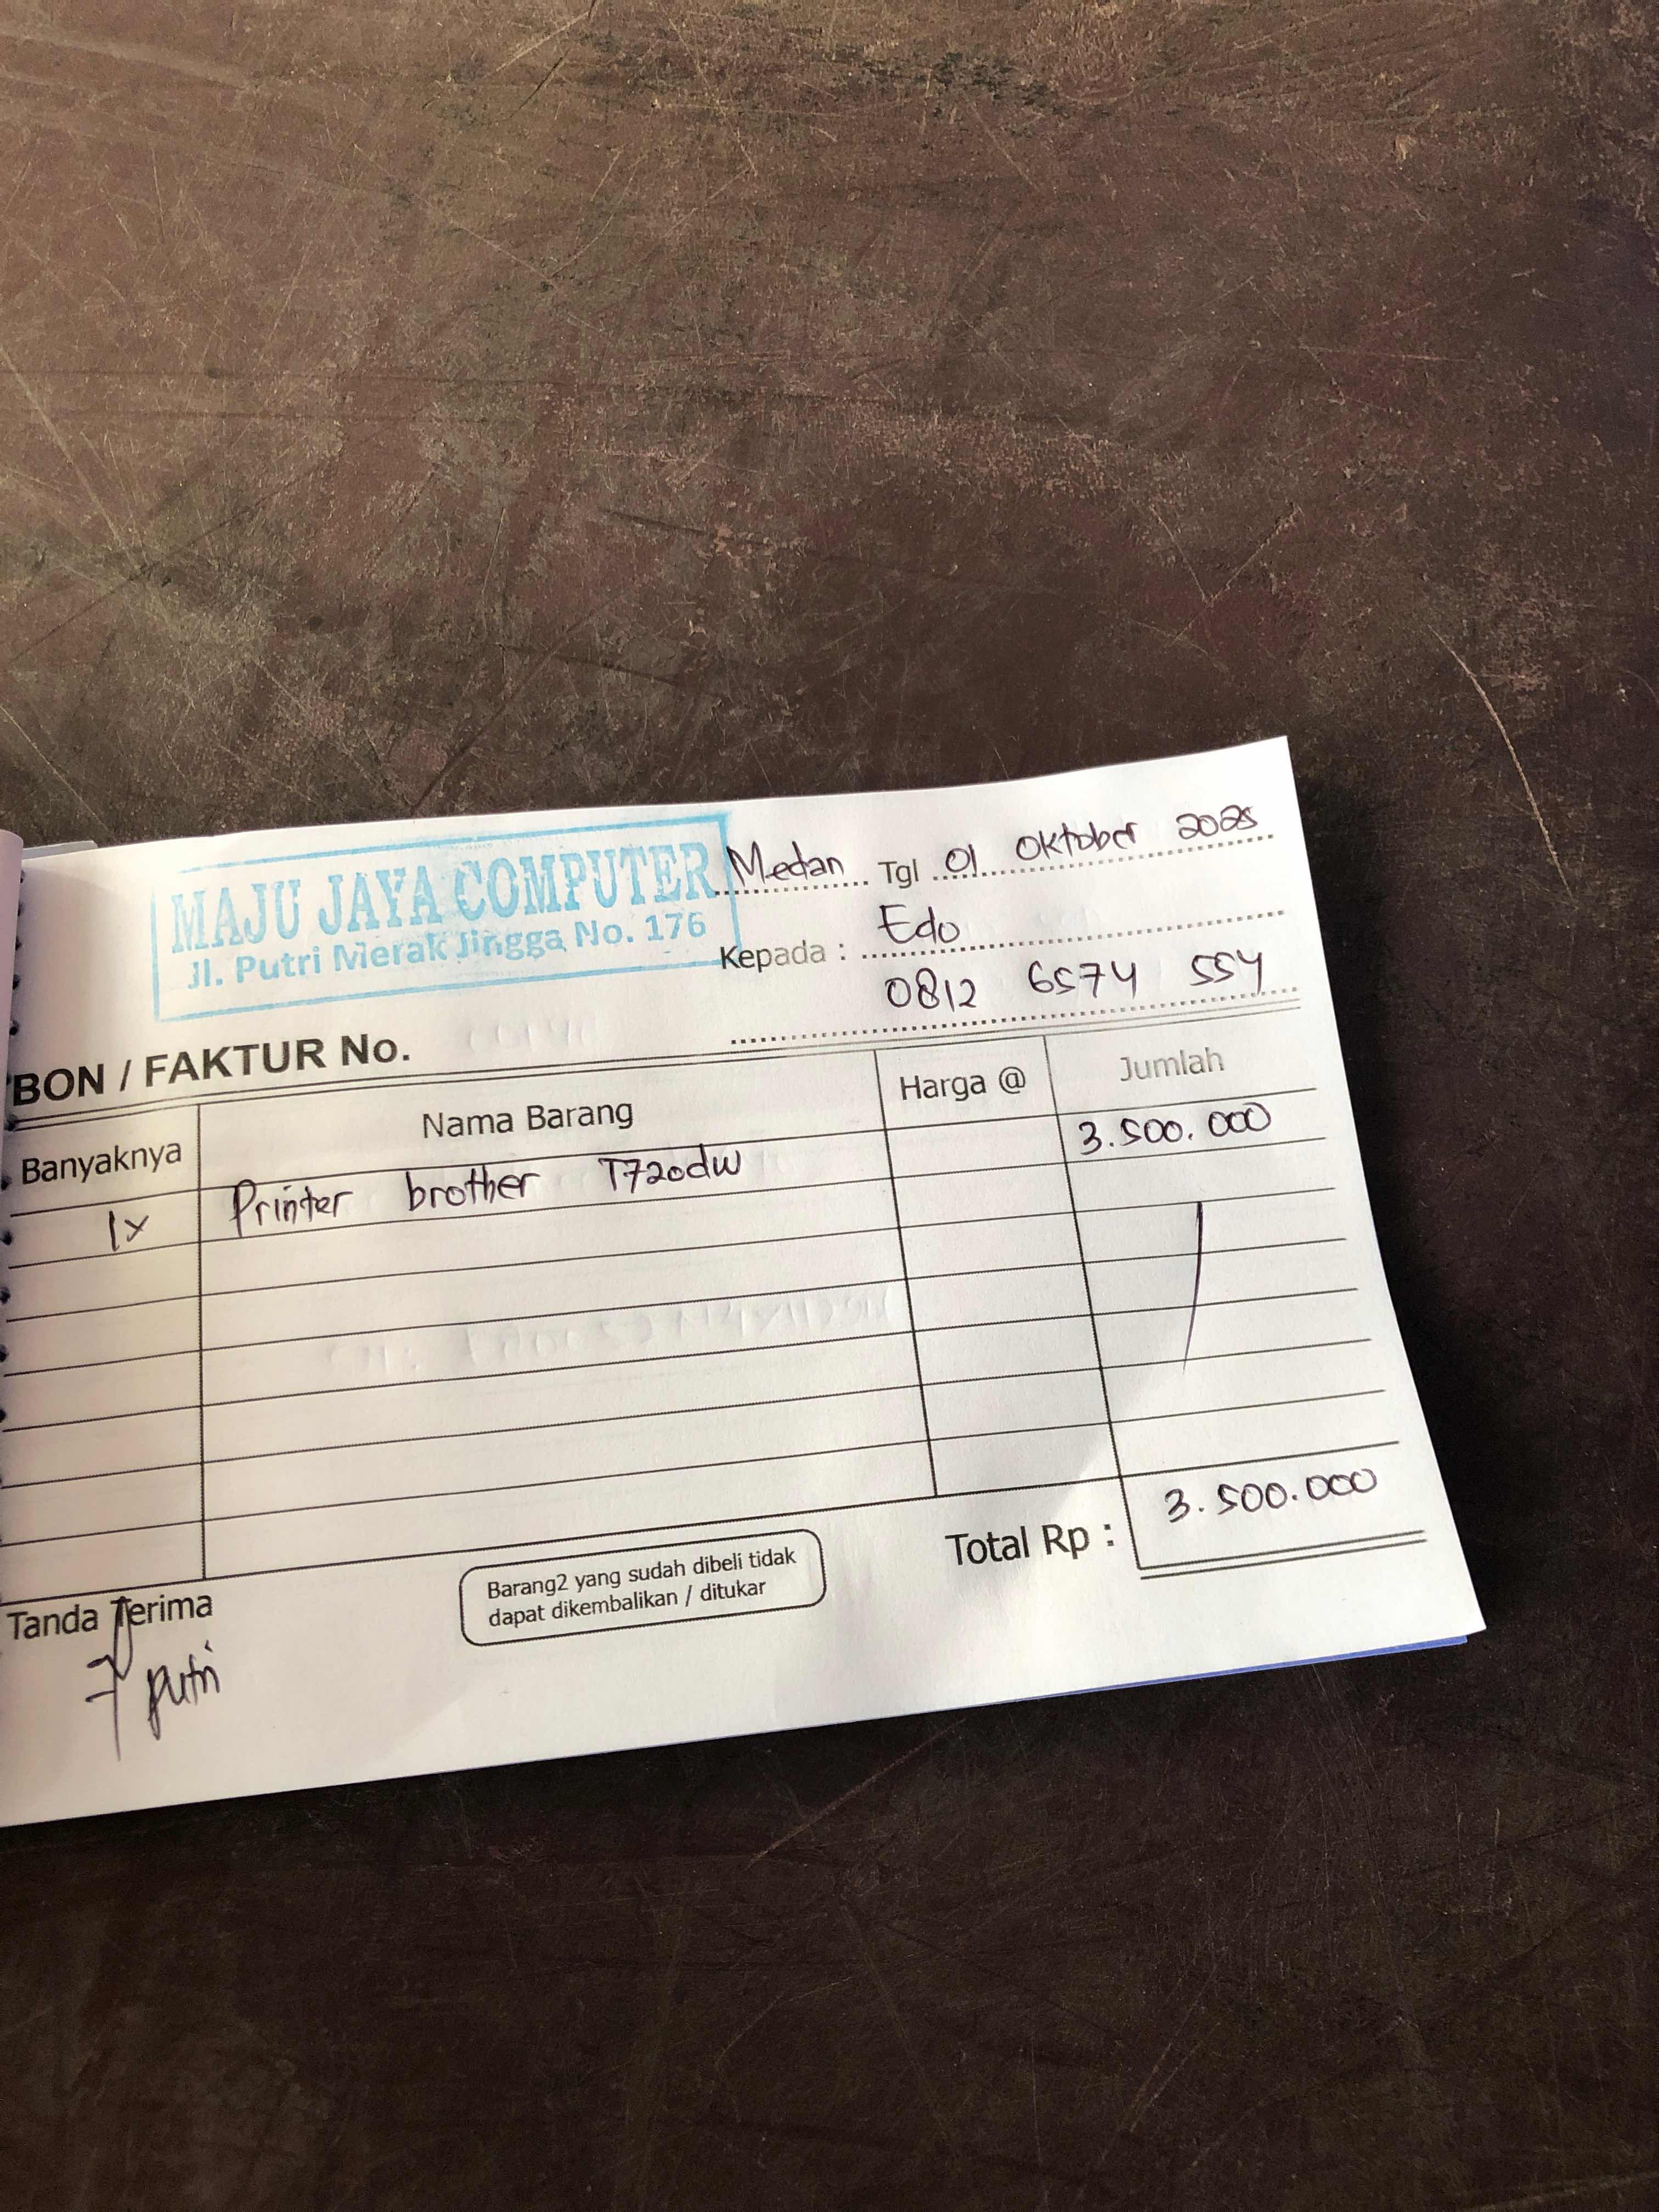 MAJU JAYA COMPUTER
Jl. Putri Merak Jingga No. 176
Medan Tgl 01 Oktober 2025
Kepada : Edo
0812 6574 554
BON / FAKTUR No.
Banyaknya Nama Barang Harga @ Jumlah
1x Printer brother T720dw 3.500.000
Total Rp : 3.500.000
Barang2 yang sudah dibeli tidak
dapat dikembalikan / ditukar
Tanda Terima
putri